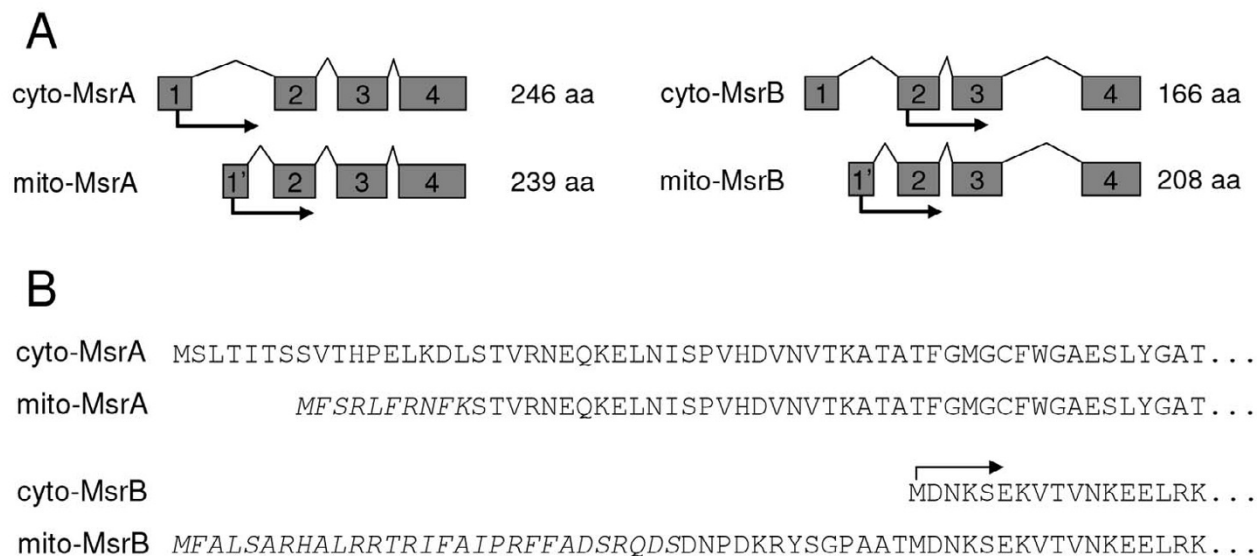 A
cyto-MsrA 1 2 3 4 246 aa cyto-MsrB 1 2 3 4 166 aa
mito-MsrA 1' 2 3 4 239 aa mito-MsrB 1' 2 3 4 208 aa
B
cyto-MsrA MSLTITSSVTHPELKDLSTVRNEQKELNISPVHDVNVTKATATFGMGCFWGAESLYGAT...
mito-MsrA MFSRLFRNFKSTVRNEQKELNISPVHDVNVTKATATFGMGCFWGAESLYGAT...
cyto-MsrB MDNKSEKVTVNKEELRK...
mito-MsrB MFALSARHALRRTRIFAIPRFFADSRQDSDNPDKRYSGPAATMDNKSEKVTVNKEELRK...